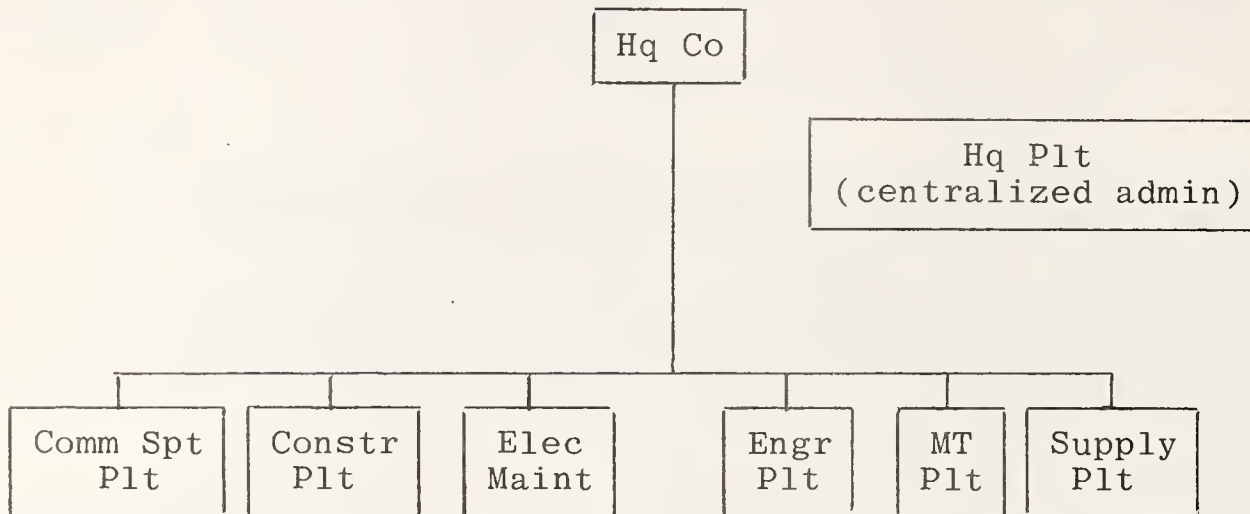 Hq Co
Hq Plt
(centralized admin)
Comm Spt
Plt
Constr
Plt
Elec
Maint
Engr
Plt
MT
Plt
Supply
Plt